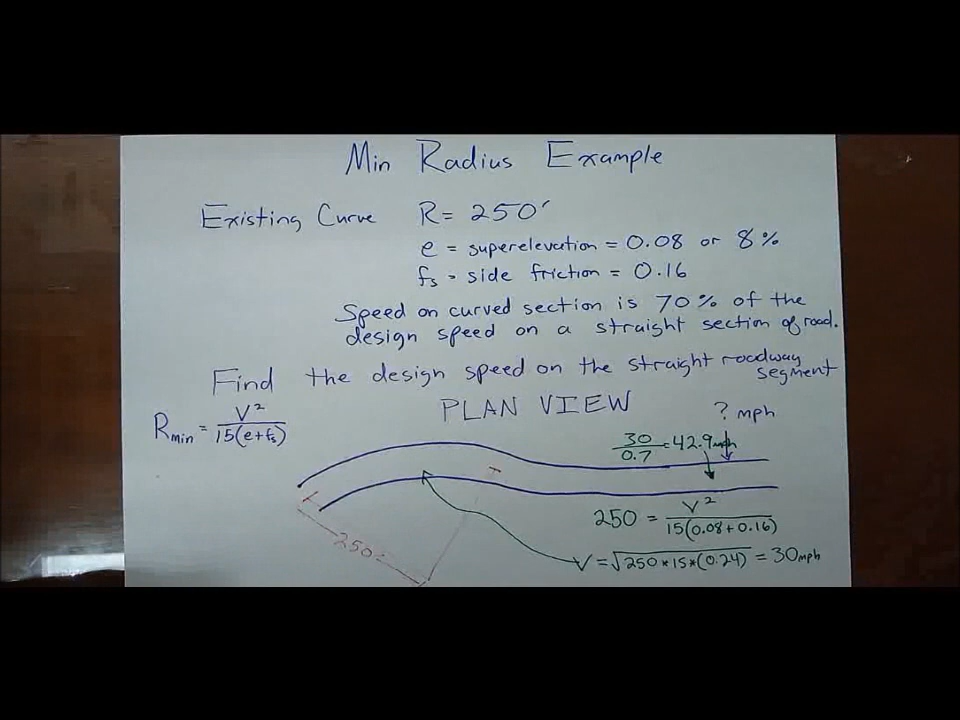 Min Radius Example
Existing Curve R = 250'
e = superelevation = 0.08 or 8%
fs = side friction = 0.16
Speed on curved section is 70% of the
design speed on a straight section of road.
Find the design speed on the straight roadway segment
Rmin = V²/15(e+fs)
PLAN VIEW
? mph
30/0.7 = 42.9mph
250 = V²/15(0.08+0.16)
250'
V = √250*15*(0.24) = 30mph